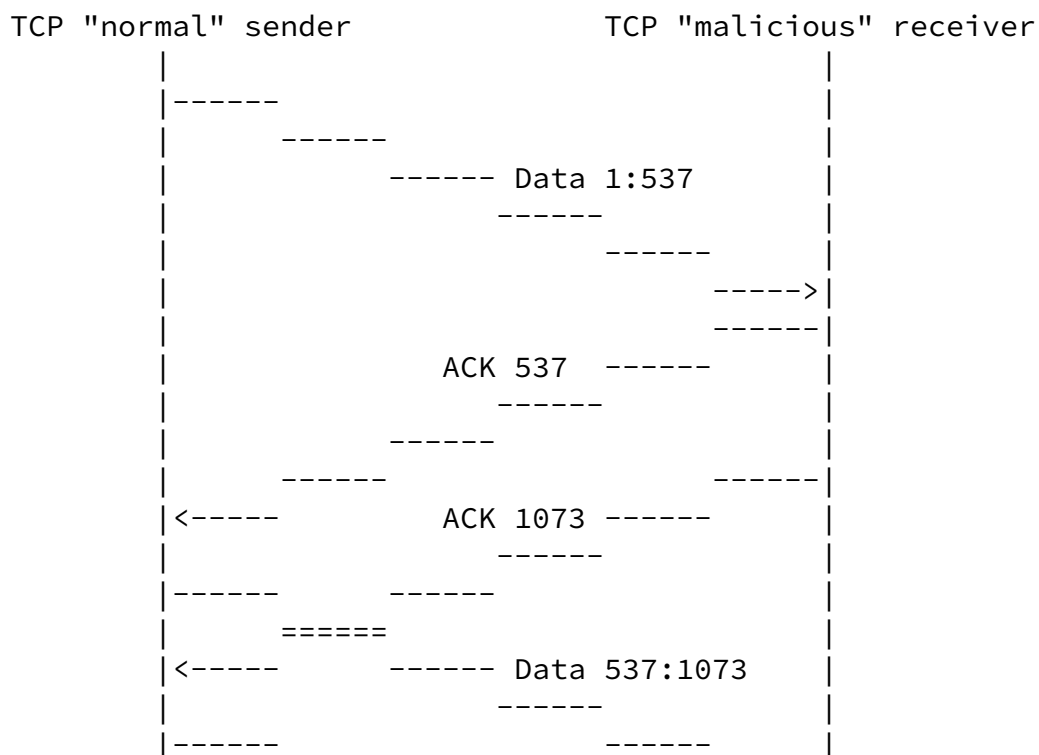 TCP "normal" sender TCP "malicious" receiver
Data 1:537
ACK 537
ACK 1073
Data 537:1073